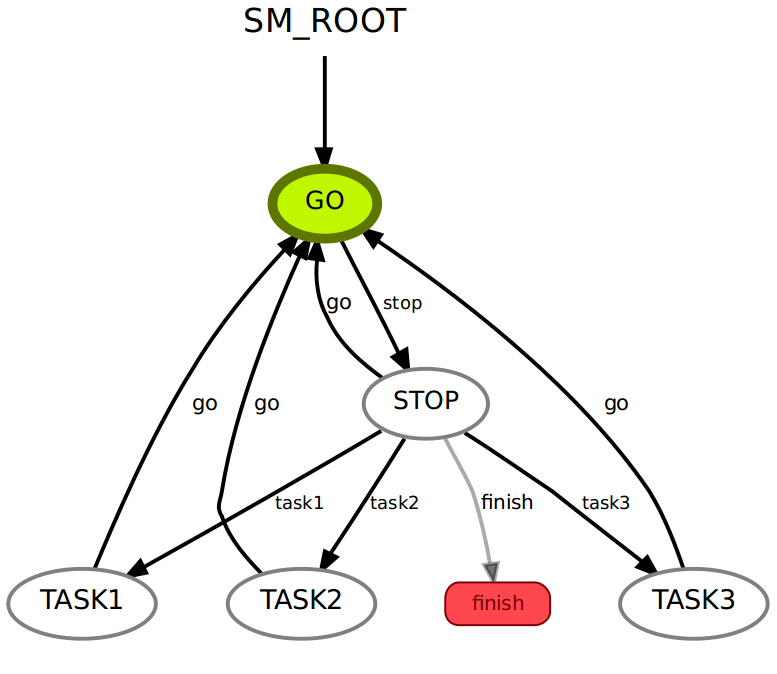 SM_ROOT
GO
go
stop
go
go
go
STOP
task1
task2
finish
task3
TASK1
TASK2
finish
TASK3